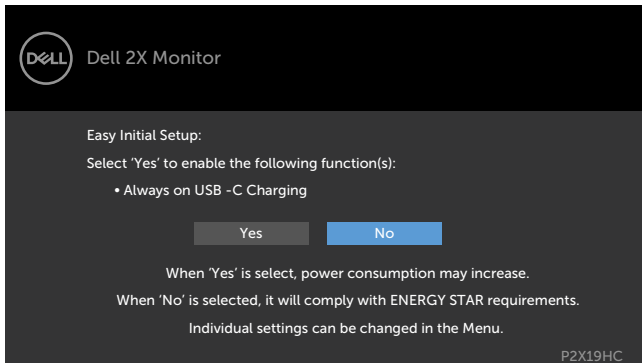 DELL Dell 2X Monitor
Easy Initial Setup:
Select ‘Yes’ to enable the following function(s):
• Always on USB -C Charging
Yes No
When ‘Yes’ is select, power consumption may increase.
When ‘No’ is selected, it will comply with ENERGY STAR requirements.
Individual settings can be changed in the Menu.
P2X19HC